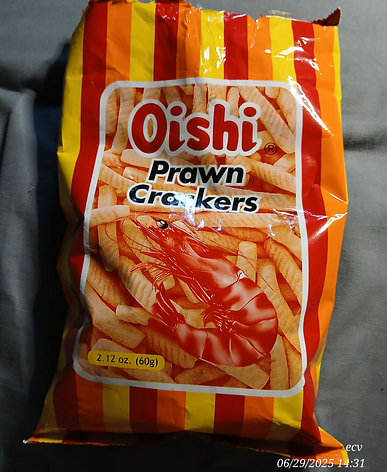 Oishi®
Prawn
Crackers
2.12 oz. (60g)
ecv
06/29/2025 14:31